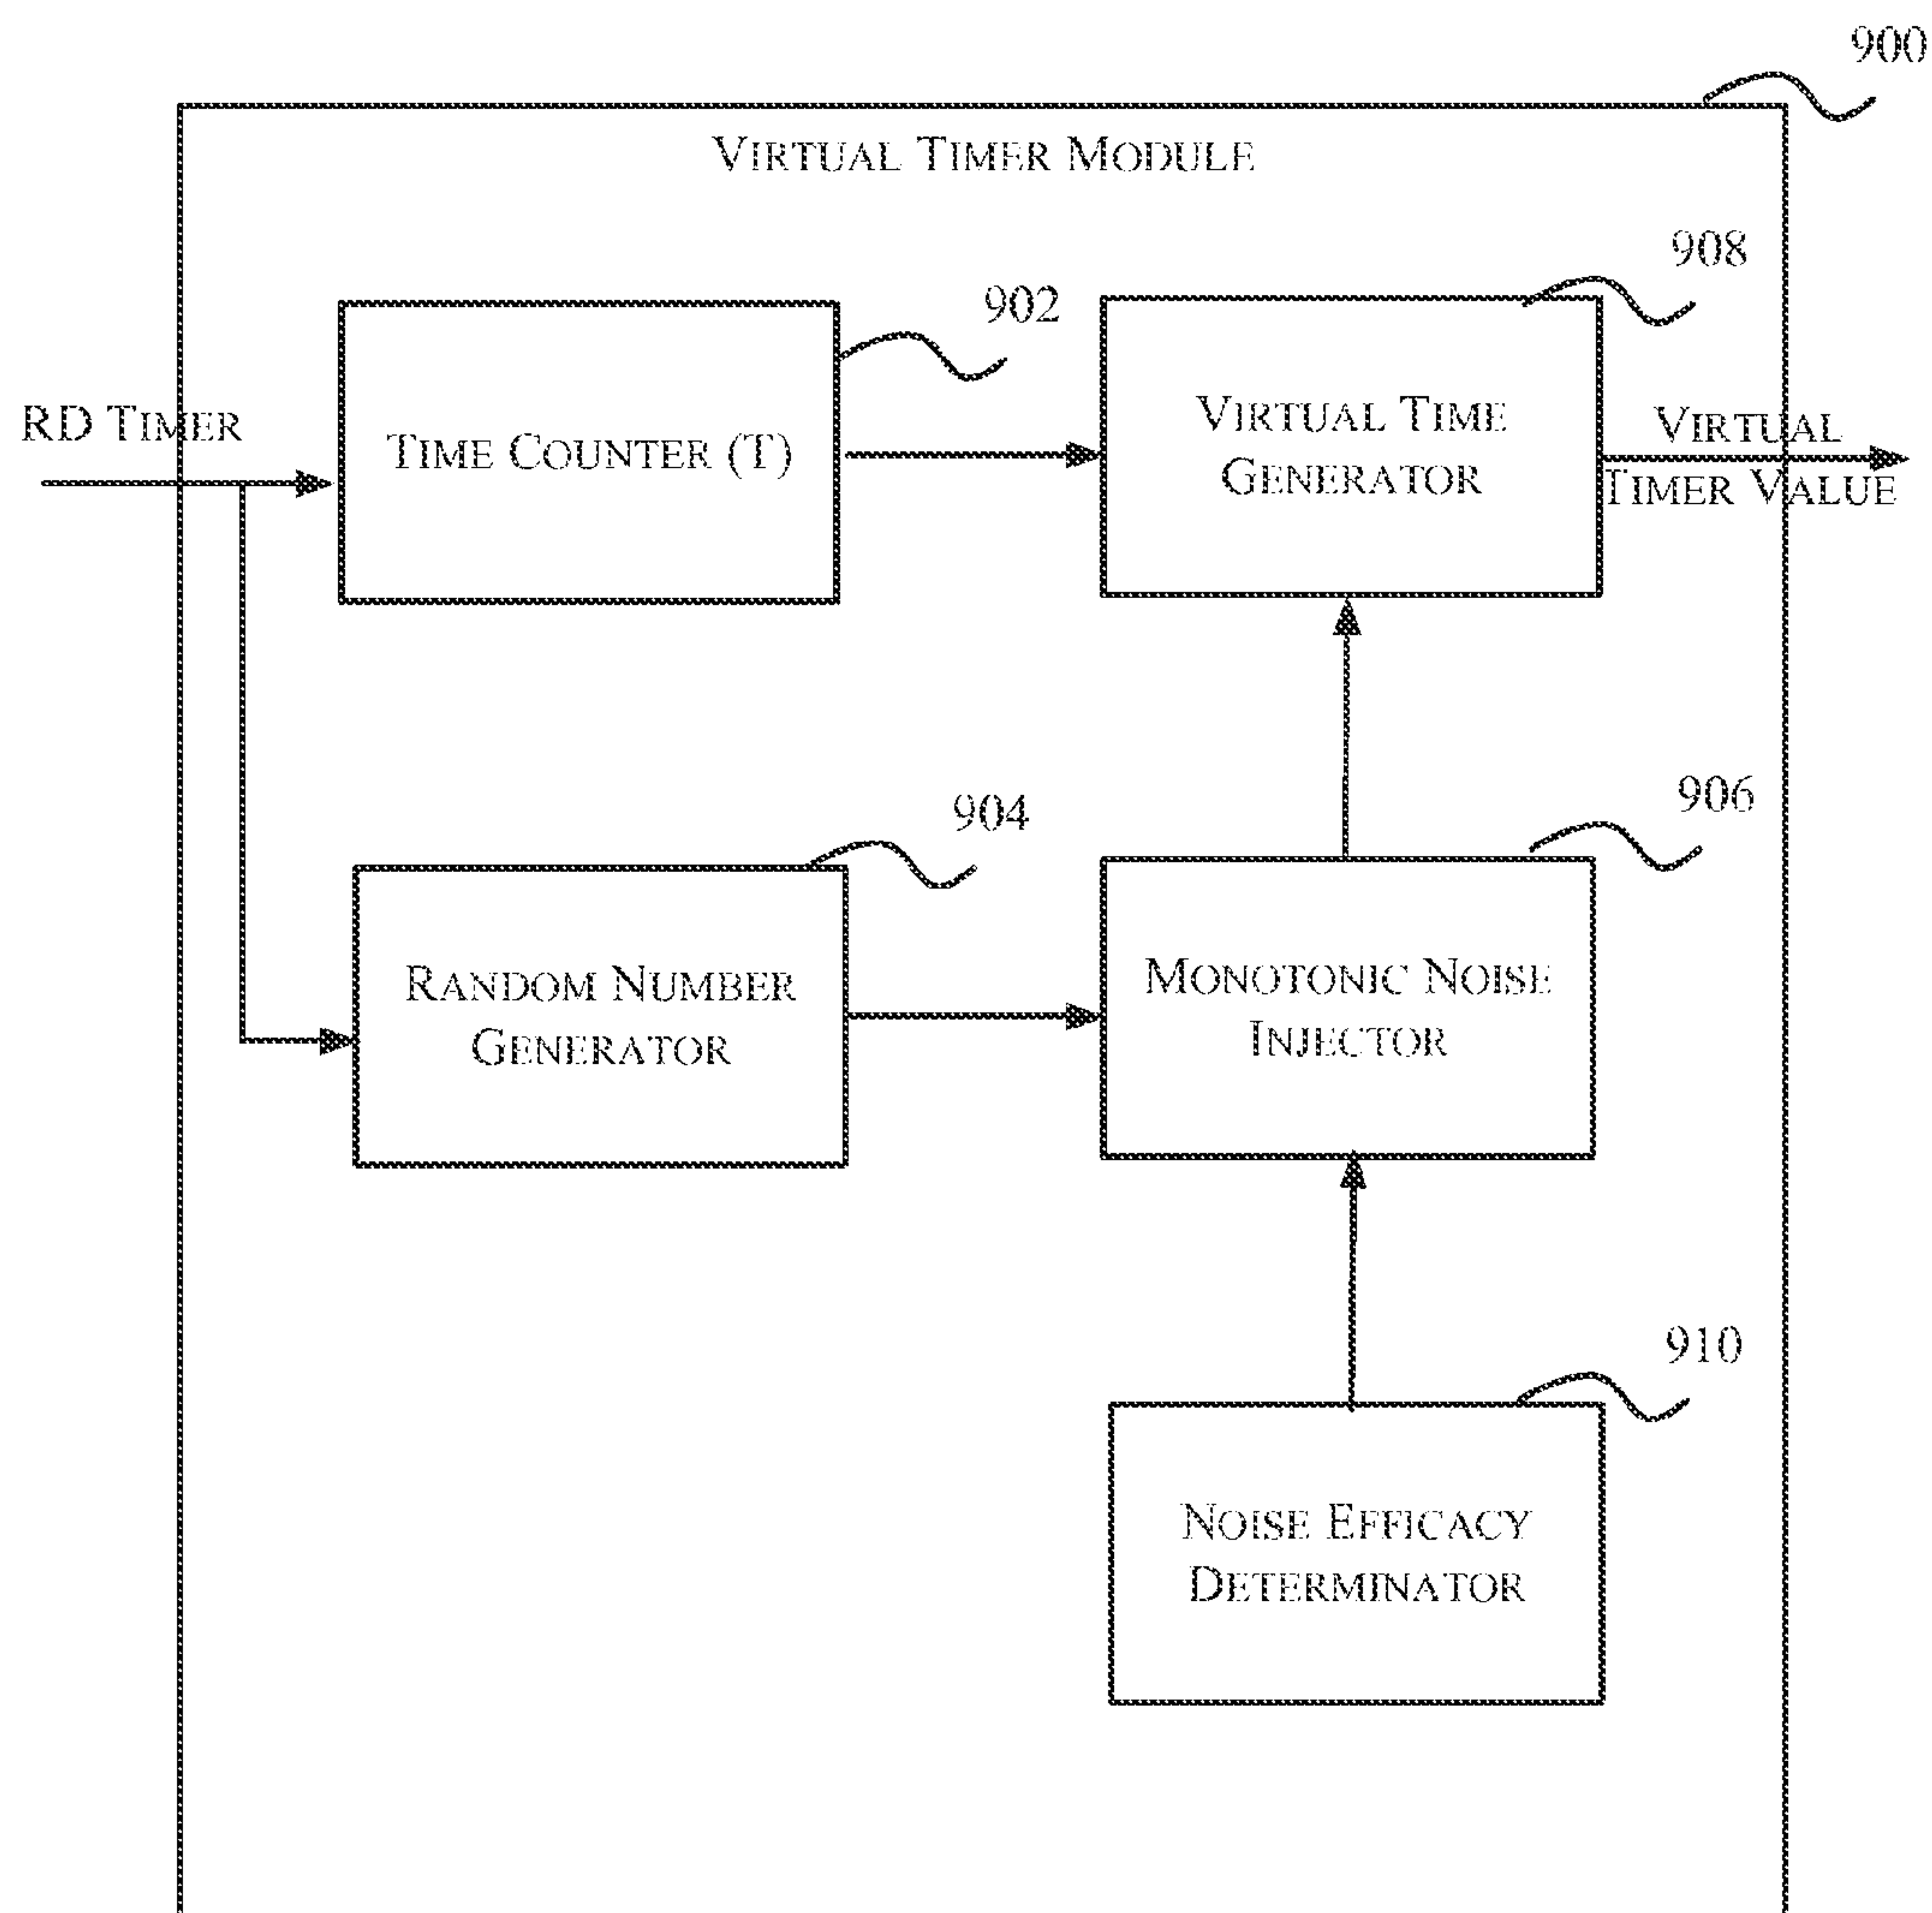 900
VIRTUAL TIMER MODULE
908
902
RD TIMER
TIME COUNTER (T)
VIRTUAL TIME
GENERATOR
VIRTUAL
TIMER VALUE
904
906
RANDOM NUMBER
GENERATOR
MONOTONIC NOISE
INJECTOR
910
NOISE EFFICACY
DETERMINATOR